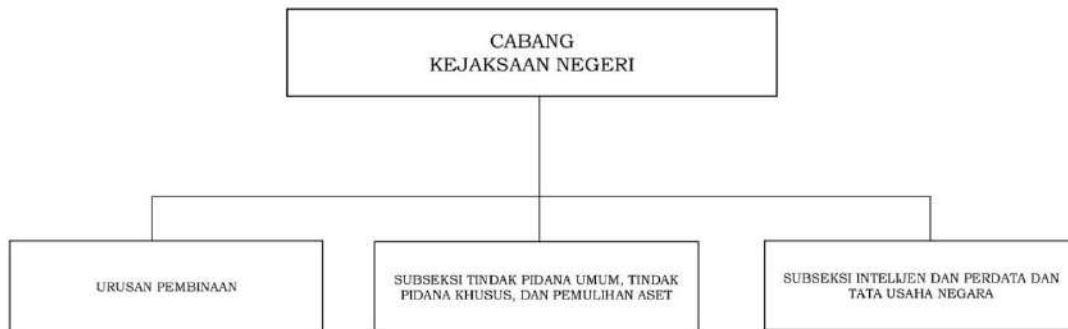 CABANG
KEJAKSAAN NEGERI
URUSAN PEMBINAAN
SUBSEKSI TINDAK PIDANA UMUM, TINDAK
PIDANA KHUSUS, DAN PEMULIHAN ASET
SUBSEKSI INTELIJEN DAN PERDATA DAN
TATA USAHA NEGARA